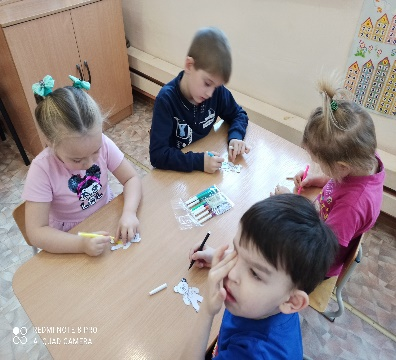 REDMI NOTE 8 PRO
AI QUAD CAMERA